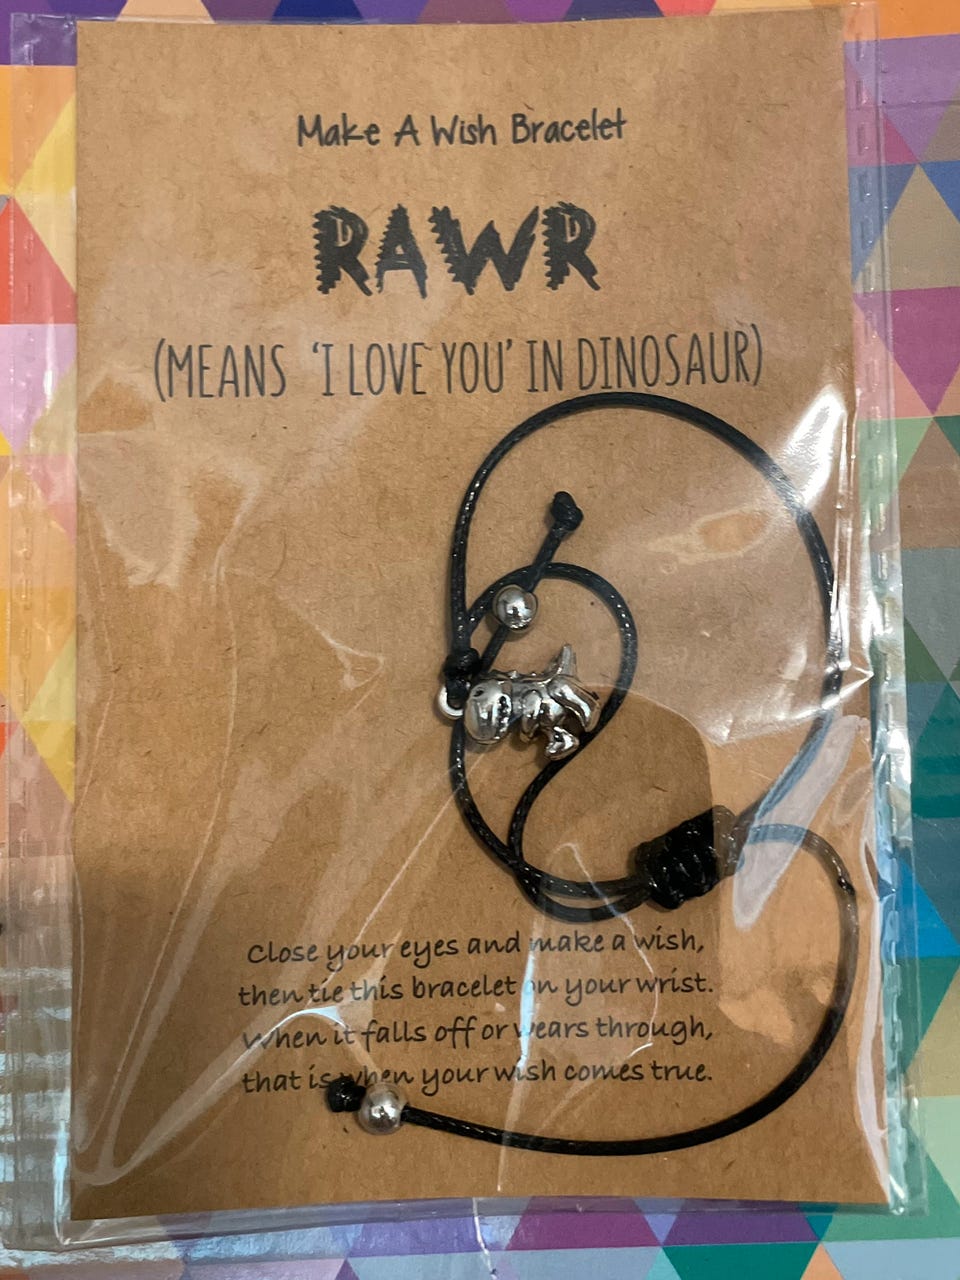 Make A Wish Bracelet
RAWR
(MEANS 'I LOVE YOU' IN DINOSAUR)
Close your eyes and make a wish,
then tie this bracelet on your wrist.
When it falls off or wears through,
that is when your wish comes true.